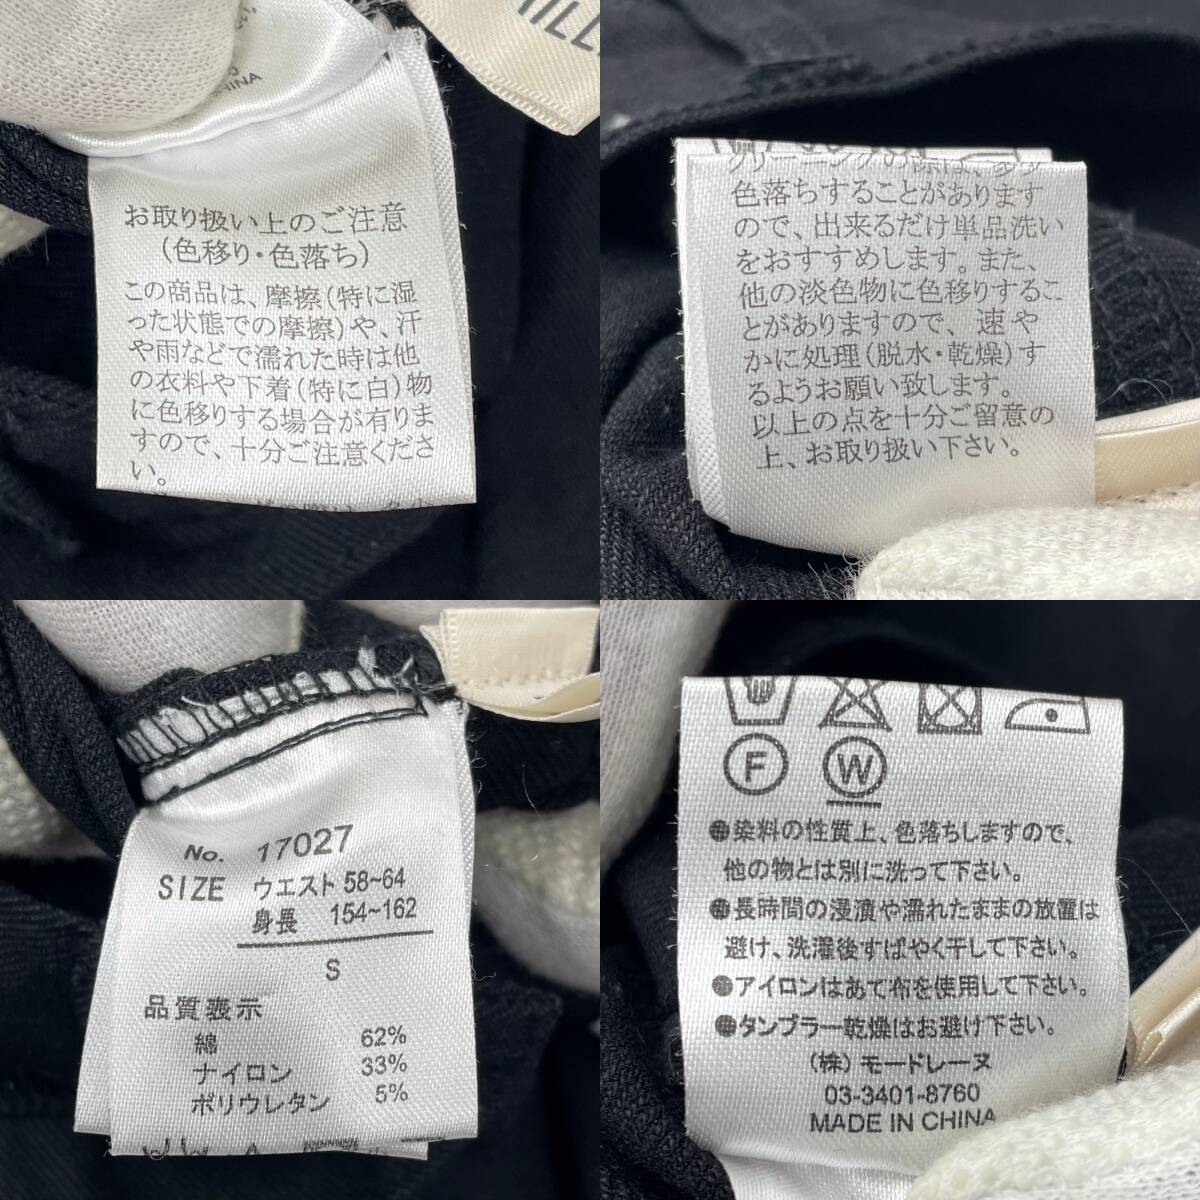 HILL
CHINA
お取り扱い上のご注意
(色移り・色落ち)
この商品は、摩擦(特に湿
った状態での摩擦)や、汗
や雨などで濡れた時は他
の衣料や下着(特に白)物
に色移りする場合が有りま
すので、十分ご注意くださ
い。
クリーニングの際は、多少
色落ちすることがあります
ので、出来るだけ単品洗い
をおすすめします。また、
他の淡色物に色移りするこ
とがありますので、速や
かに処理(脱水・乾燥)す
るようお願い致します。
以上の点を十分ご留意の
上、お取り扱い下さい。
No. 17027
SIZE ウエスト 58~64
身長 154~162
S
品質表示
綿 62%
ナイロン 33%
ポリウレタン 5%
F W
●染料の性質上、色落ちしますので、
他の物とは別に洗って下さい。
●長時間の浸漬や濡れたままの放置は
避け、洗濯後すばやく干して下さい。
●アイロンはあて布を使用して下さい。
●タンブラー乾燥はお避け下さい。
(株) モードレーヌ
03-3401-8760
MADE IN CHINA